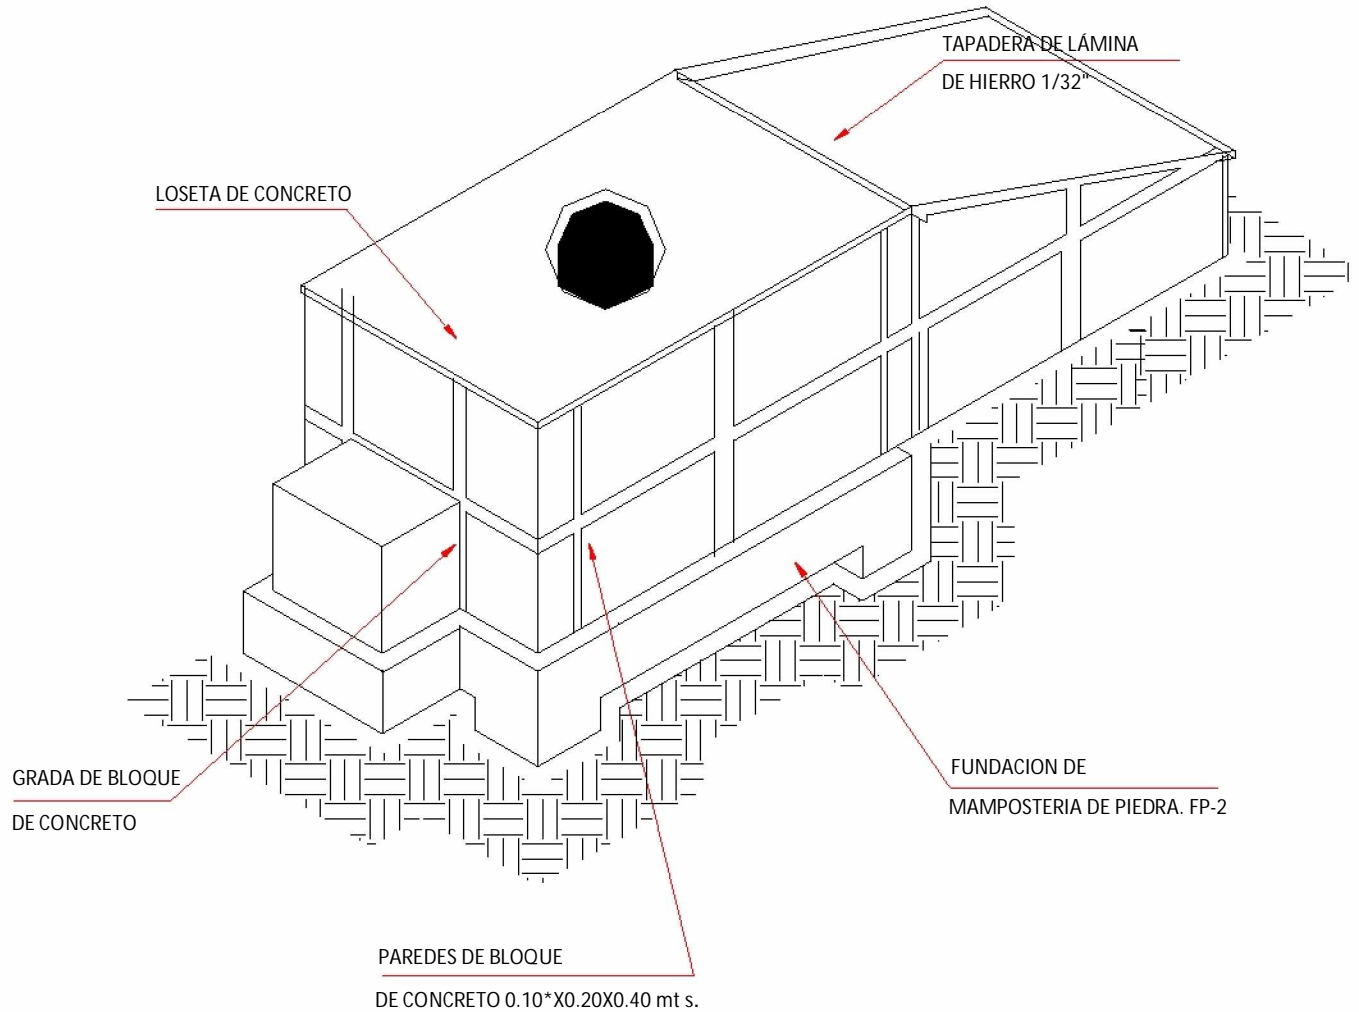 TAPADERA DE LÁMINA
DE HIERRO 1/32"
LOSETA DE CONCRETO
GRADA DE BLOQUE
DE CONCRETO
FUNDACION DE
MAMPOSTERIA DE PIEDRA. FP-2
PAREDES DE BLOQUE
DE CONCRETO 0.10*X0.20X0.40 mt s.